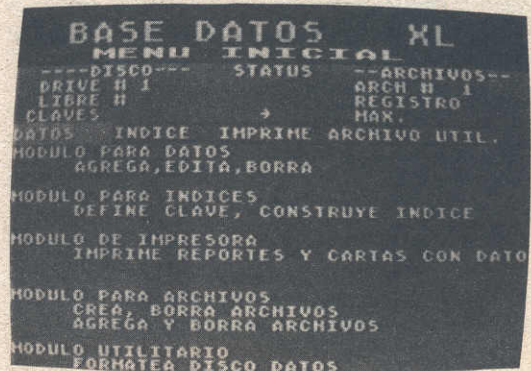 BASE DATOS XL
MENU INICIAL
----DISCO--- STATUS --ARCHIVOS--
DRIVE # 1 ARCH # 1
LIBRE # REGISTRO
CLAVES → MAX.
DATOS INDICE IMPRIME ARCHIVO UTIL.
MODULO PARA DATOS
AGREGA,EDITA,BORRA
MODULO PARA INDICES
DEFINE CLAVE, CONSTRUYE INDICE
MODULO DE IMPRESORA
IMPRIME REPORTES Y CARTAS CON DATO
MODULO PARA ARCHIVOS
CREA, BORRA ARCHIVOS
AGREGA Y BORRA ARCHIVOS
MODULO UTILITARIO
FORMATEA DISCO DATOS